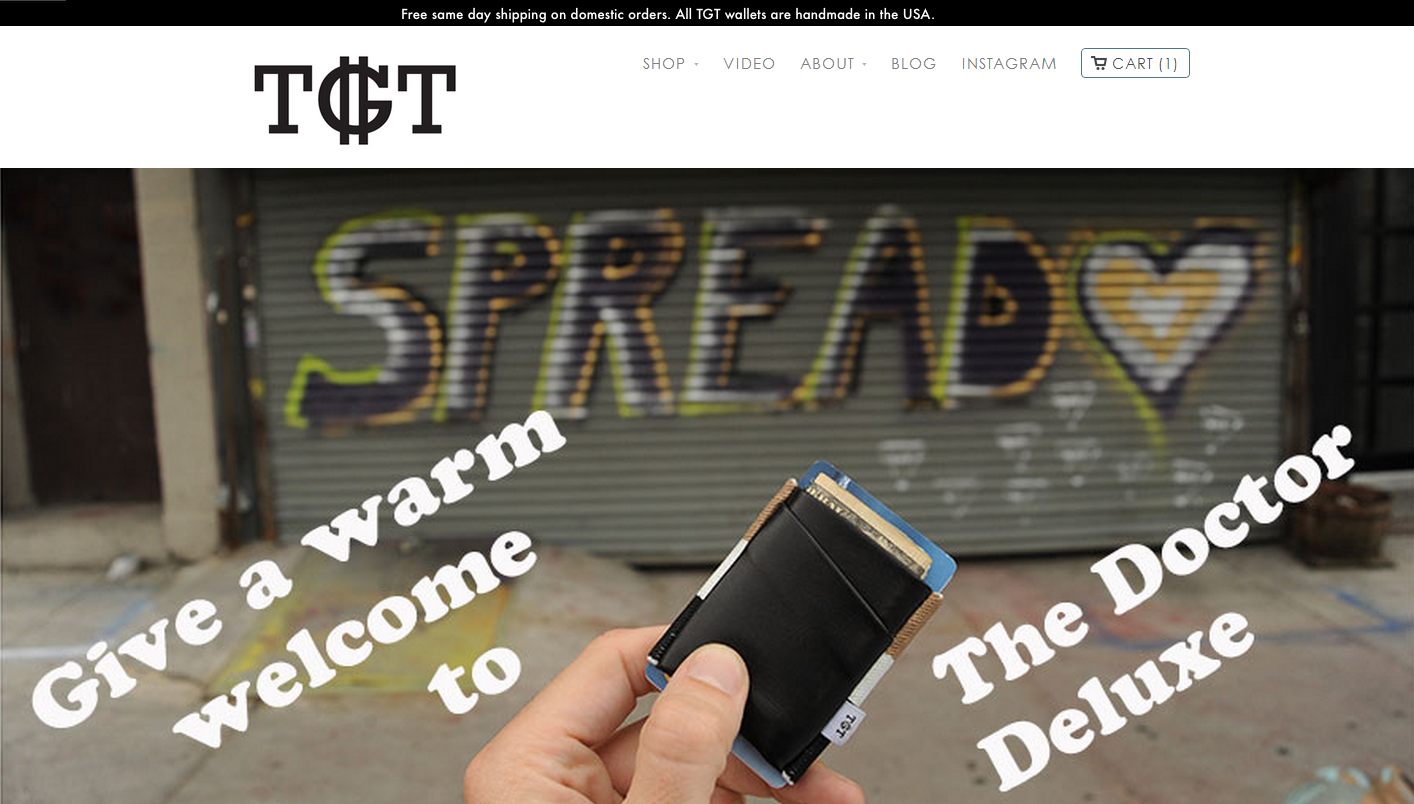 Free same day shipping on domestic orders. All TGT wallets are handmade in the USA.
TGT
SHOP VIDEO ABOUT BLOG INSTAGRAM CART (1)
SPREAD
Give a warm
welcome
to
The Doctor
Deluxe
TGT